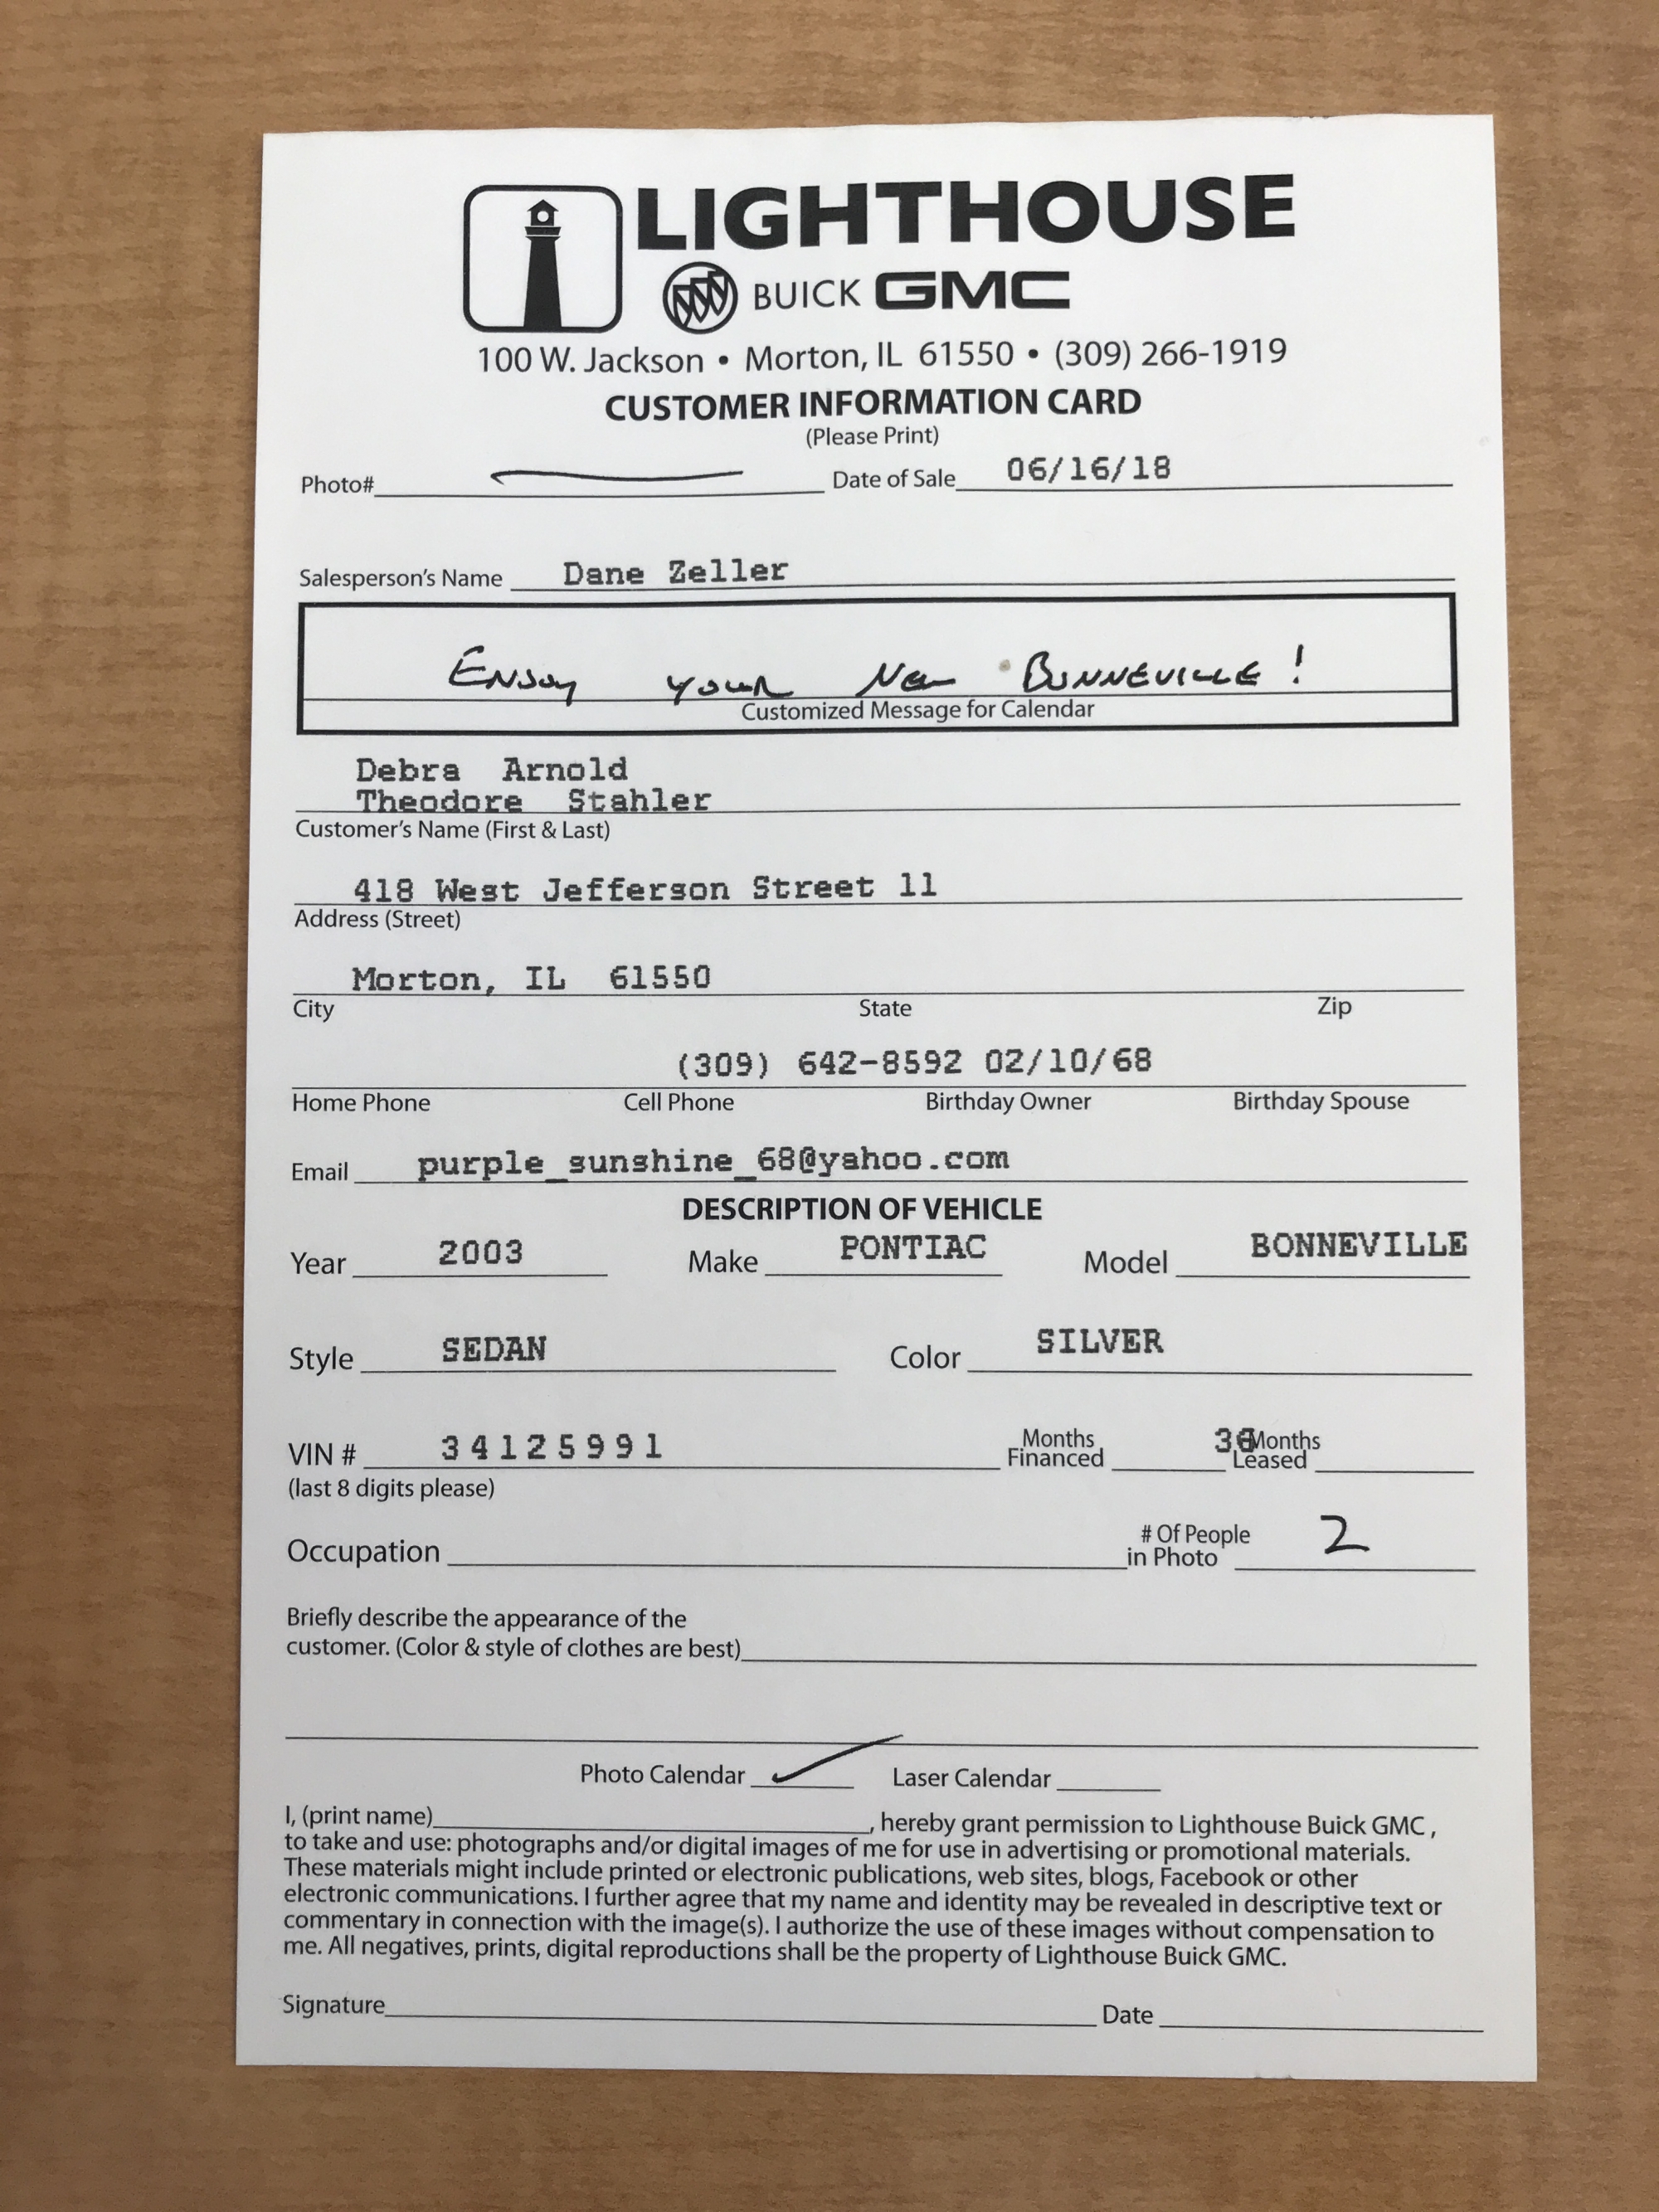 LIGHTHOUSE
BUICK GMC
100 W. Jackson • Morton, IL 61550 • (309) 266-1919
CUSTOMER INFORMATION CARD
(Please Print)
Photo# Date of Sale 06/16/18
Salesperson's Name Dane Zeller
Enjoy your New Bonneville!
Customized Message for Calendar
Debra Arnold
Theodore Stahler
Customer's Name (First & Last)
418 West Jefferson Street 11
Address (Street)
Morton, IL 61550
City State Zip
(309) 642-8592 02/10/68
Home Phone Cell Phone Birthday Owner Birthday Spouse
Email purple_sunshine_68@yahoo.com
DESCRIPTION OF VEHICLE
Year 2003 Make PONTIAC Model BONNEVILLE
Style SEDAN Color SILVER
VIN # 34125991 Months Financed 36 Months Leased
(last 8 digits please)
Occupation # Of People in Photo 2
Briefly describe the appearance of the
customer. (Color & style of clothes are best)
Photo Calendar ✓ Laser Calendar
I, (print name), hereby grant permission to Lighthouse Buick GMC,
to take and use: photographs and/or digital images of me for use in advertising or promotional materials.
These materials might include printed or electronic publications, web sites, blogs, Facebook or other
electronic communications. I further agree that my name and identity may be revealed in descriptive text or
commentary in connection with the image(s). I authorize the use of these images without compensation to
me. All negatives, prints, digital reproductions shall be the property of Lighthouse Buick GMC.
Signature Date